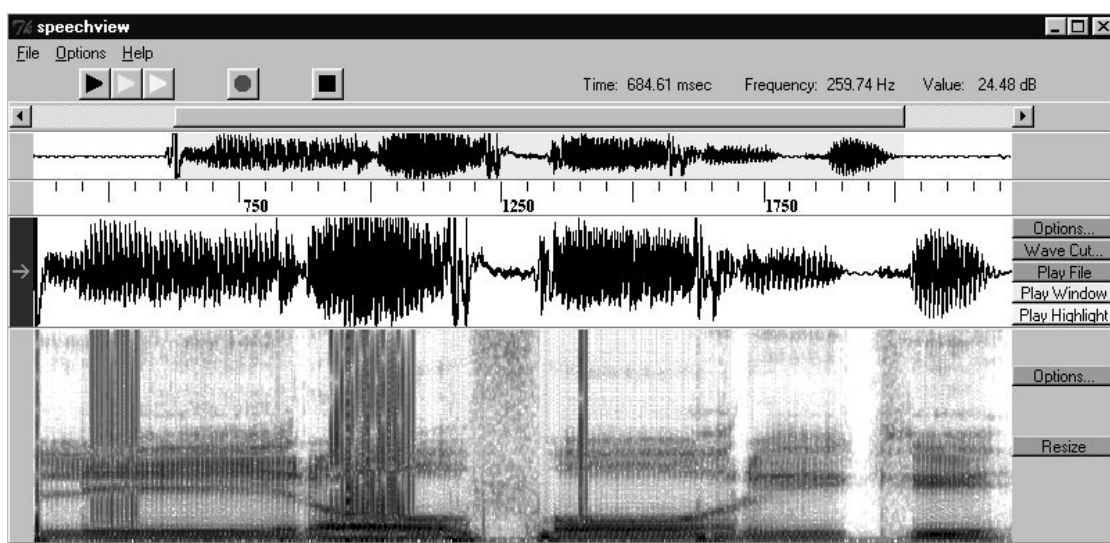 speechview
File Options Help
Time: 684.61 msec Frequency: 259.74 Hz Value: 24.48 dB
750 1250 1750
Options...
Wave Cut...
Play File
Play Window
Play Highlight
Options...
Resize